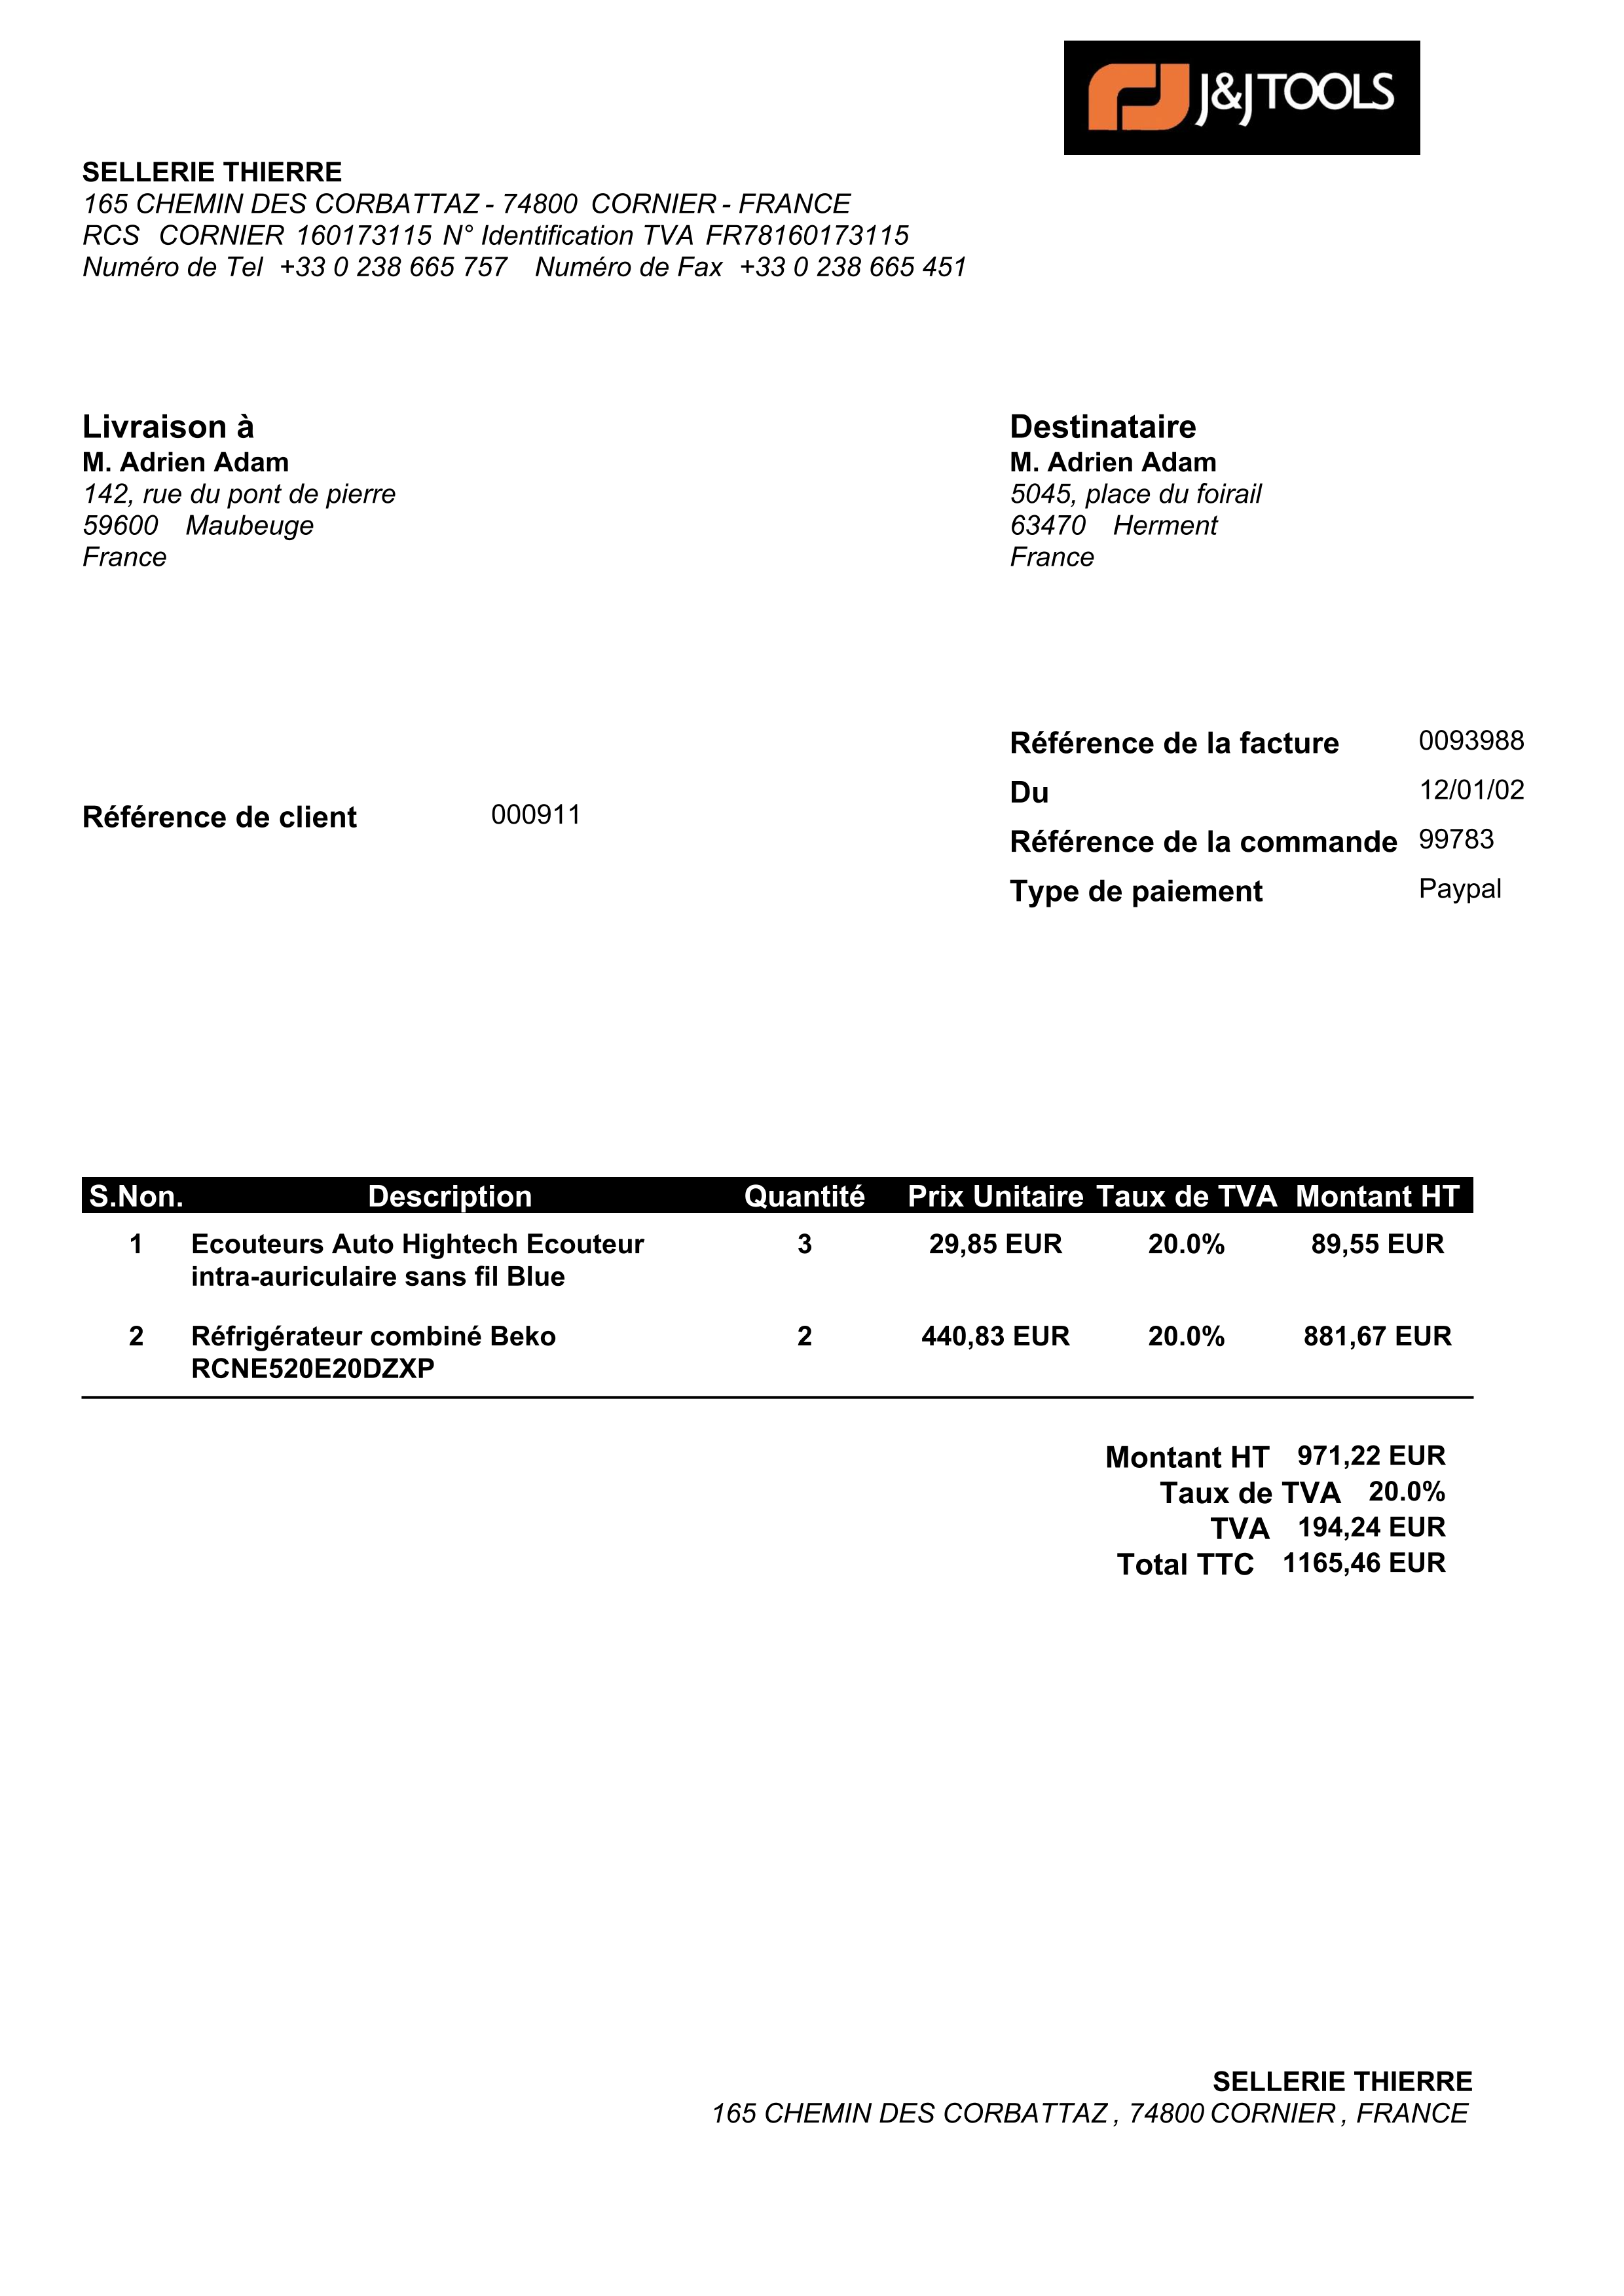 J&J TOOLS
SELLERIE THIERRE
165 CHEMIN DES CORBATTAZ - 74800 CORNIER - FRANCE
RCS CORNIER 160173115 N° Identification TVA FR78160173115
Numéro de Tel +33 0 238 665 757 Numéro de Fax +33 0 238 665 451
Livraison à
M. Adrien Adam
142, rue du pont de pierre
59600 Maubeuge
France
Destinataire
M. Adrien Adam
5045, place du foirail
63470 Herment
France
Référence de client 000911
Référence de la facture 0093988
Du 12/01/02
Référence de la commande 99783
Type de paiement Paypal
S.Non. Description Quantité Prix Unitaire Taux de TVA Montant HT
1 Ecouteurs Auto Hightech Ecouteur 3 29,85 EUR 20.0% 89,55 EUR
intra-auriculaire sans fil Blue
2 Réfrigérateur combiné Beko 2 440,83 EUR 20.0% 881,67 EUR
RCNE520E20DZXP
Montant HT 971,22 EUR
Taux de TVA 20.0%
TVA 194,24 EUR
Total TTC 1165,46 EUR
SELLERIE THIERRE
165 CHEMIN DES CORBATTAZ , 74800 CORNIER , FRANCE